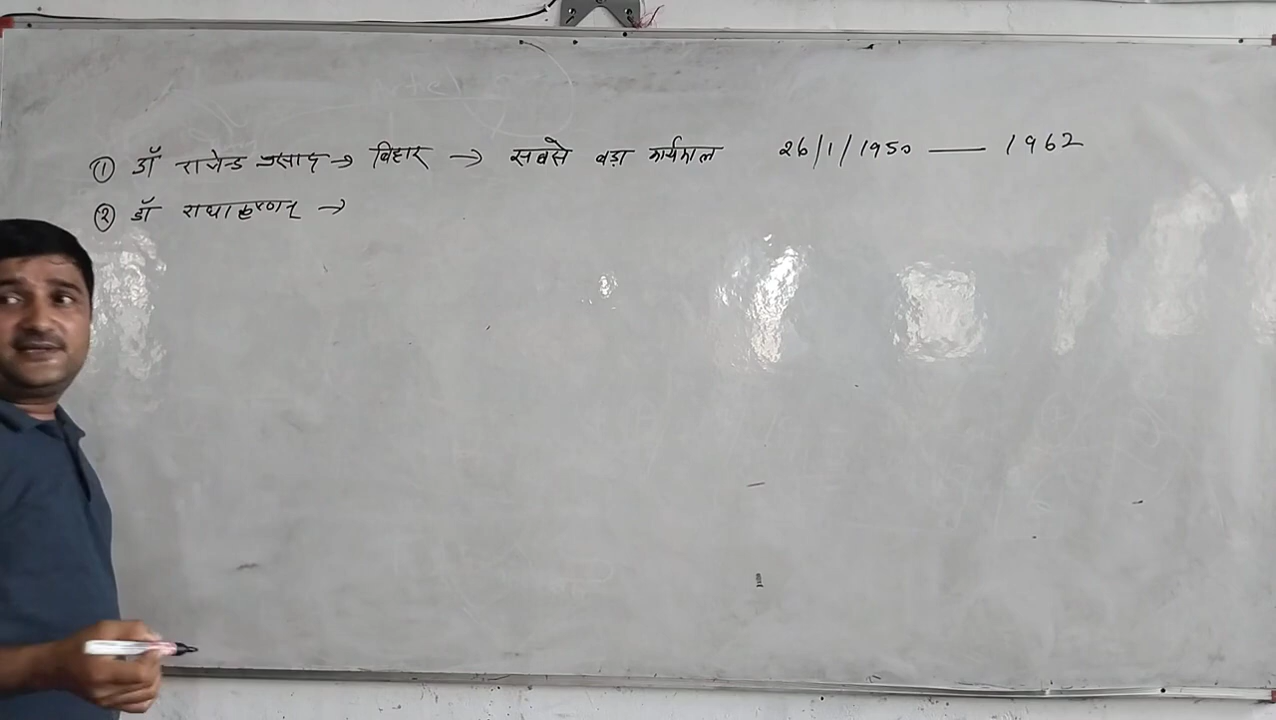 ① डॉ राजेन्द्र प्रसाद → बिहार → सबसे बड़ा कार्यकाल 26/1/1950 — 1962
② डॉ राधाकृष्णन् →